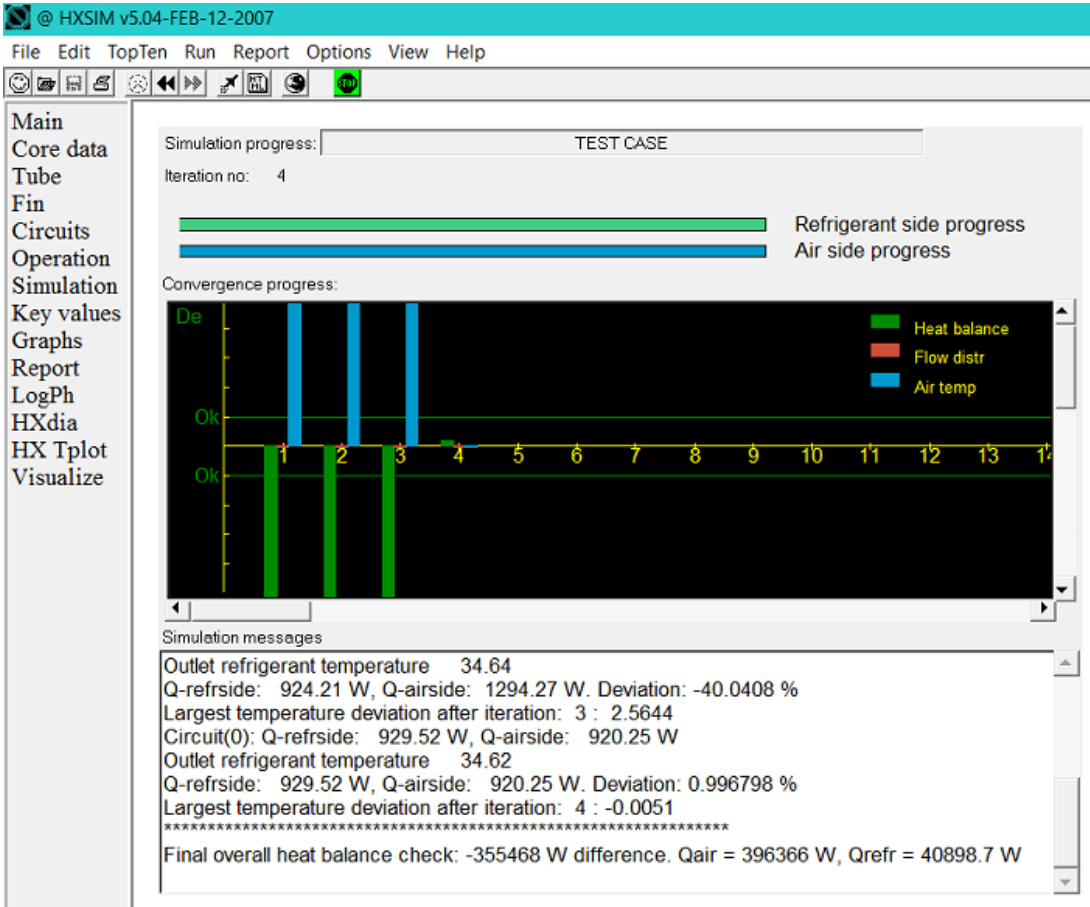 @ HXSIM v5.04-FEB-12-2007
File Edit TopTen Run Report Options View Help
STOP
Main
Core data
Tube
Fin
Circuits
Operation
Simulation
Key values
Graphs
Report
LogPh
HXdia
HX Tplot
Visualize
Simulation progress: TEST CASE
Iteration no: 4
Refrigerant side progress
Air side progress
Convergence progress:
De
Ok
Ok
1 2 3 4 5 6 7 8 9 10 11 12 13 14
Heat balance
Flow distr
Air temp
Simulation messages
Outlet refrigerant temperature 34.64
Q-refrside: 924.21 W, Q-airside: 1294.27 W. Deviation: -40.0408 %
Largest temperature deviation after iteration: 3 : 2.5644
Circuit(0): Q-refrside: 929.52 W, Q-airside: 920.25 W
Outlet refrigerant temperature 34.62
Q-refrside: 929.52 W, Q-airside: 920.25 W. Deviation: 0.996798 %
Largest temperature deviation after iteration: 4 : -0.0051
*****************************************************************
Final overall heat balance check: -355468 W difference. Qair = 396366 W, Qrefr = 40898.7 W